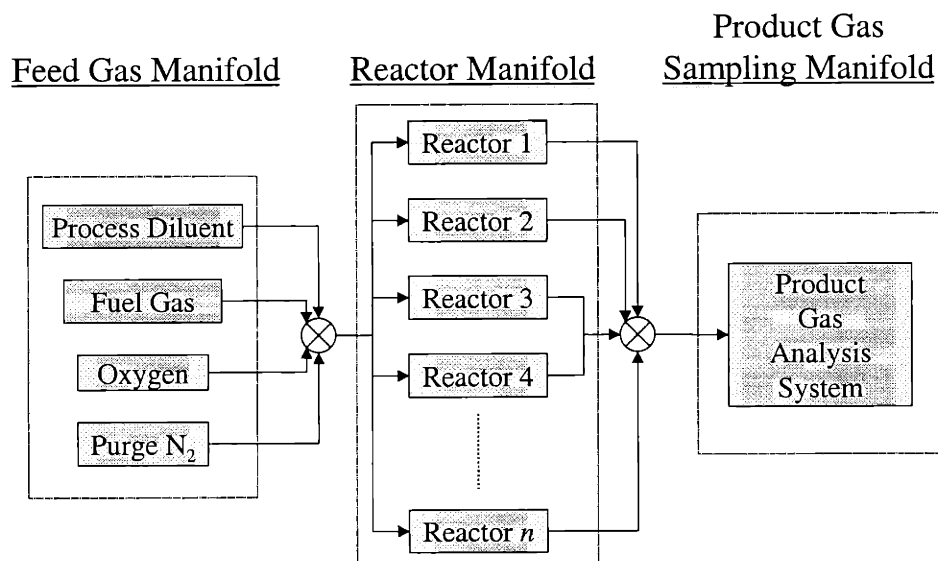 Feed Gas Manifold
Process Diluent
Fuel Gas
Oxygen
Purge N₂
Reactor Manifold
Reactor 1
Reactor 2
Reactor 3
Reactor 4
Reactor n
Product Gas
Sampling Manifold
Product
Gas
Analysis
System